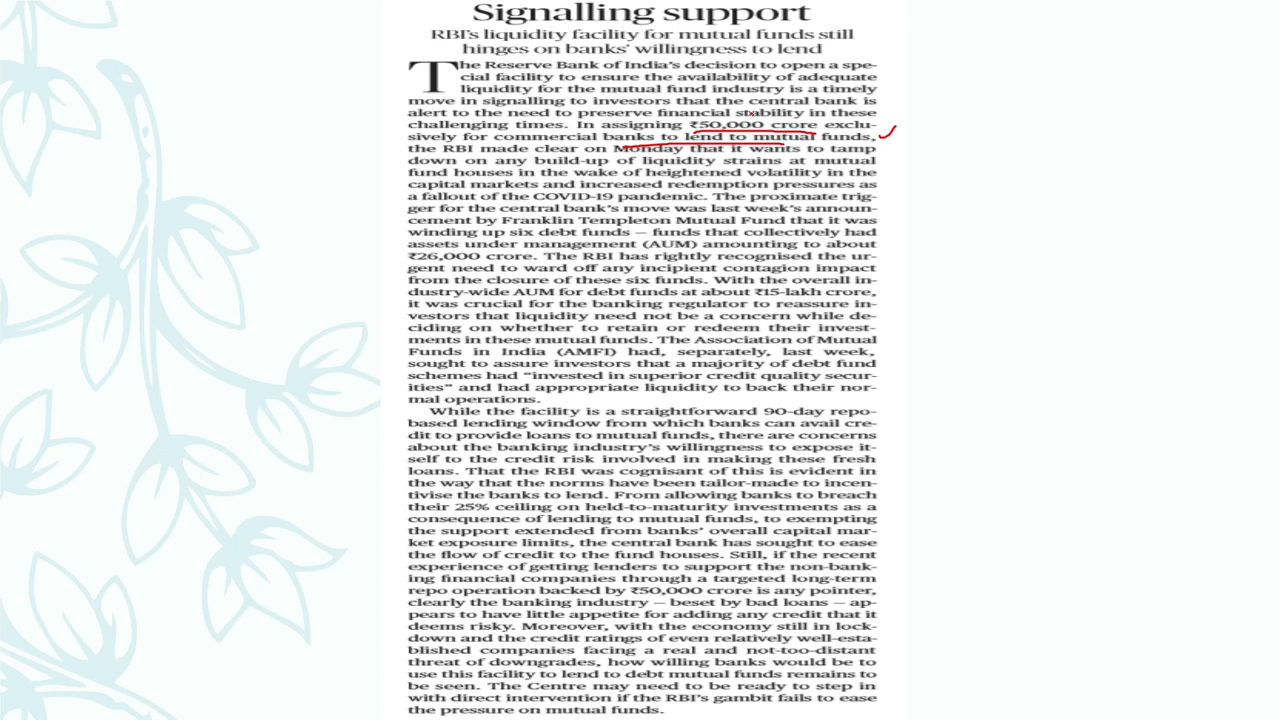 Signalling support
RBI's liquidity facility for mutual funds still
hinges on banks' willingness to lend
The Reserve Bank of India's decision to open a spe-
cial facility to ensure the availability of adequate
liquidity for the mutual fund industry is a timely
move in signalling to investors that the central bank is
alert to the need to preserve financial stability in these
challenging times. In assigning ₹50,000 crore exclu-
sively for commercial banks to lend to mutual funds,
the RBI made clear on Monday that it wants to tamp
down on any build-up of liquidity strains at mutual
fund houses in the wake of heightened volatility in the
capital markets and increased redemption pressures as
a fallout of the COVID-19 pandemic. The proximate trig-
ger for the central bank's move was last week's announ-
cement by Franklin Templeton Mutual Fund that it was
winding up six debt funds — funds that collectively had
assets under management (AUM) amounting to about
₹26,000 crore. The RBI has rightly recognised the ur-
gent need to ward off any incipient contagion impact
from the closure of these six funds. With the overall in-
dustry-wide AUM for debt funds at about ₹15-lakh crore,
it was crucial for the banking regulator to reassure in-
vestors that liquidity need not be a concern while de-
ciding on whether to retain or redeem their invest-
ments in these mutual funds. The Association of Mutual
Funds in India (AMFI) had, separately, last week,
sought to assure investors that a majority of debt fund
schemes had “invested in superior credit quality secur-
ities” and had appropriate liquidity to back their nor-
mal operations.
While the facility is a straightforward 90-day repo-
based lending window from which banks can avail cre-
dit to provide loans to mutual funds, there are concerns
about the banking industry's willingness to expose it-
self to the credit risk involved in making these fresh
loans. That the RBI was cognisant of this is evident in
the way that the norms have been tailor-made to incen-
tivise the banks to lend. From allowing banks to breach
their 25% ceiling on held-to-maturity investments as a
consequence of lending to mutual funds, to exempting
the support extended from banks' overall capital mar-
ket exposure limits, the central bank has sought to ease
the flow of credit to the fund houses. Still, if the recent
experience of getting lenders to support the non-bank-
ing financial companies through a targeted long-term
repo operation backed by ₹50,000 crore is any pointer,
clearly the banking industry — beset by bad loans — ap-
pears to have little appetite for adding any credit that it
deems risky. Moreover, with the economy still in lock-
down and the credit ratings of even relatively well-esta-
blished companies facing a real and not-too-distant
threat of downgrades, how willing banks would be to
use this facility to lend to debt mutual funds remains to
be seen. The Centre may need to be ready to step in
with direct intervention if the RBI's gambit fails to ease
the pressure on mutual funds.